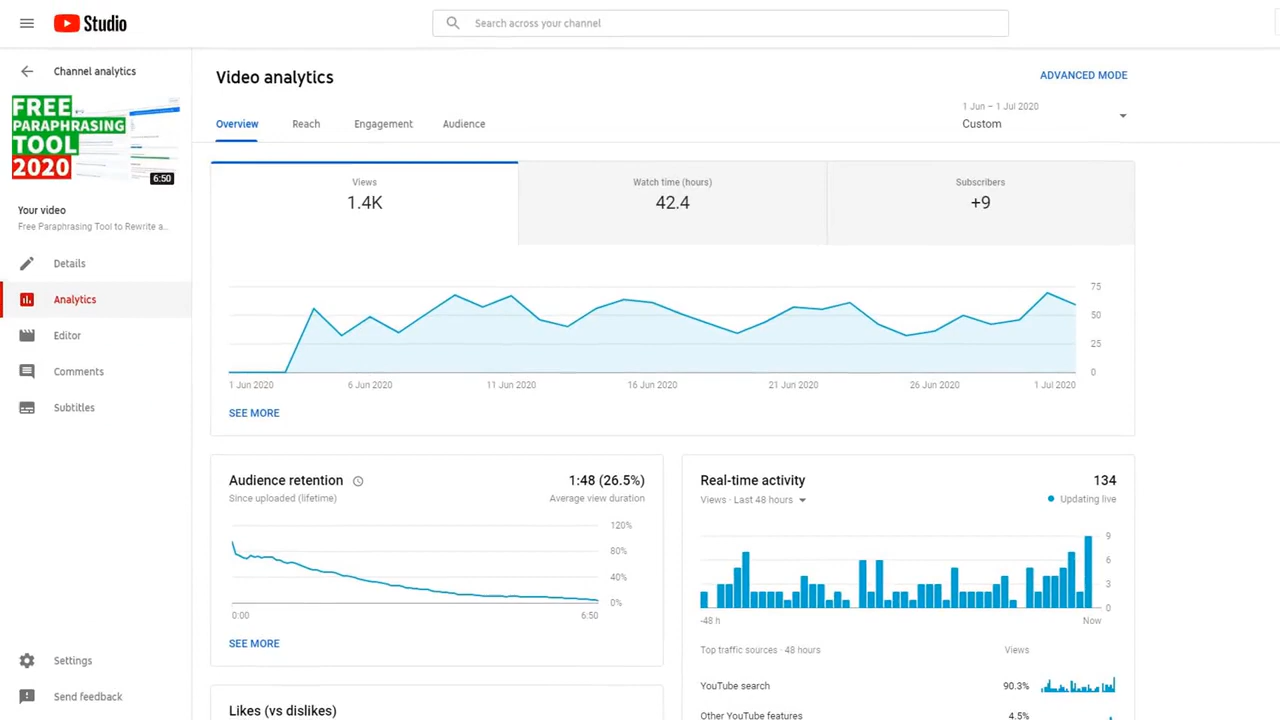 Studio
Search across your channel
Channel analytics
FREE
PARAPHRASING
TOOL
2020
6:50
Your video
Free Paraphrasing Tool to Rewrite a...
Details
Analytics
Editor
Comments
Subtitles
Settings
Send feedback
Video analytics
ADVANCED MODE
Overview
Reach
Engagement
Audience
1 Jun – 1 Jul 2020
Custom
Views
1.4K
Watch time (hours)
42.4
Subscribers
+9
75
50
25
0
1 Jun 2020
6 Jun 2020
11 Jun 2020
16 Jun 2020
21 Jun 2020
26 Jun 2020
1 Jul 2020
SEE MORE
Audience retention
1:48 (26.5%)
Since uploaded (lifetime)
Average view duration
120%
80%
40%
0%
0:00
6:50
SEE MORE
Likes (vs dislikes)
Real-time activity
134
Views · Last 48 hours
Updating live
9
6
3
0
-48 h
Now
Top traffic sources · 48 hours
Views
YouTube search
90.3%
Other YouTube features
4.5%